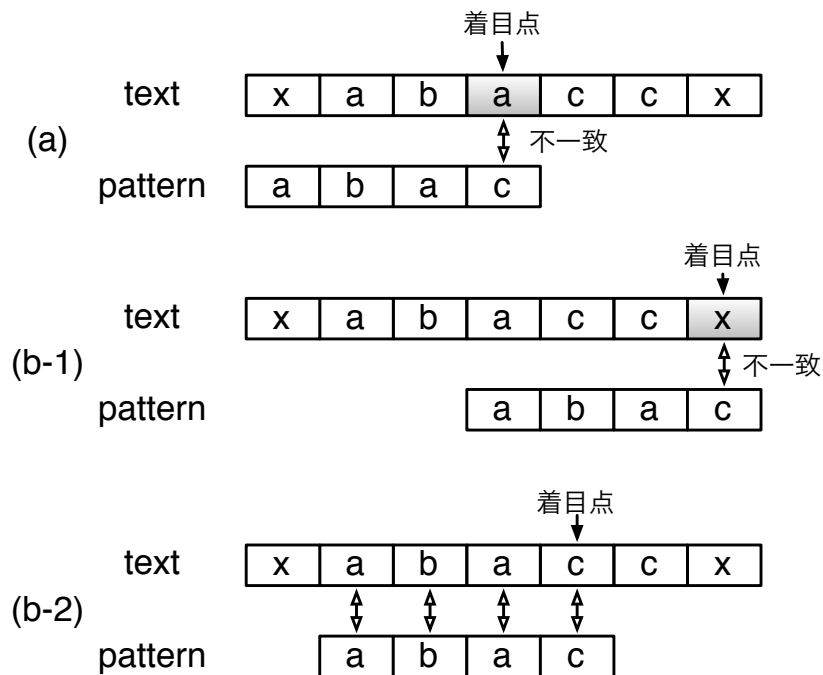 着目点
text x a b a c c x
(a)
不一致
pattern a b a c
着目点
text x a b a c c x
(b-1)
不一致
pattern a b a c
着目点
text x a b a c c x
(b-2)
pattern a b a c